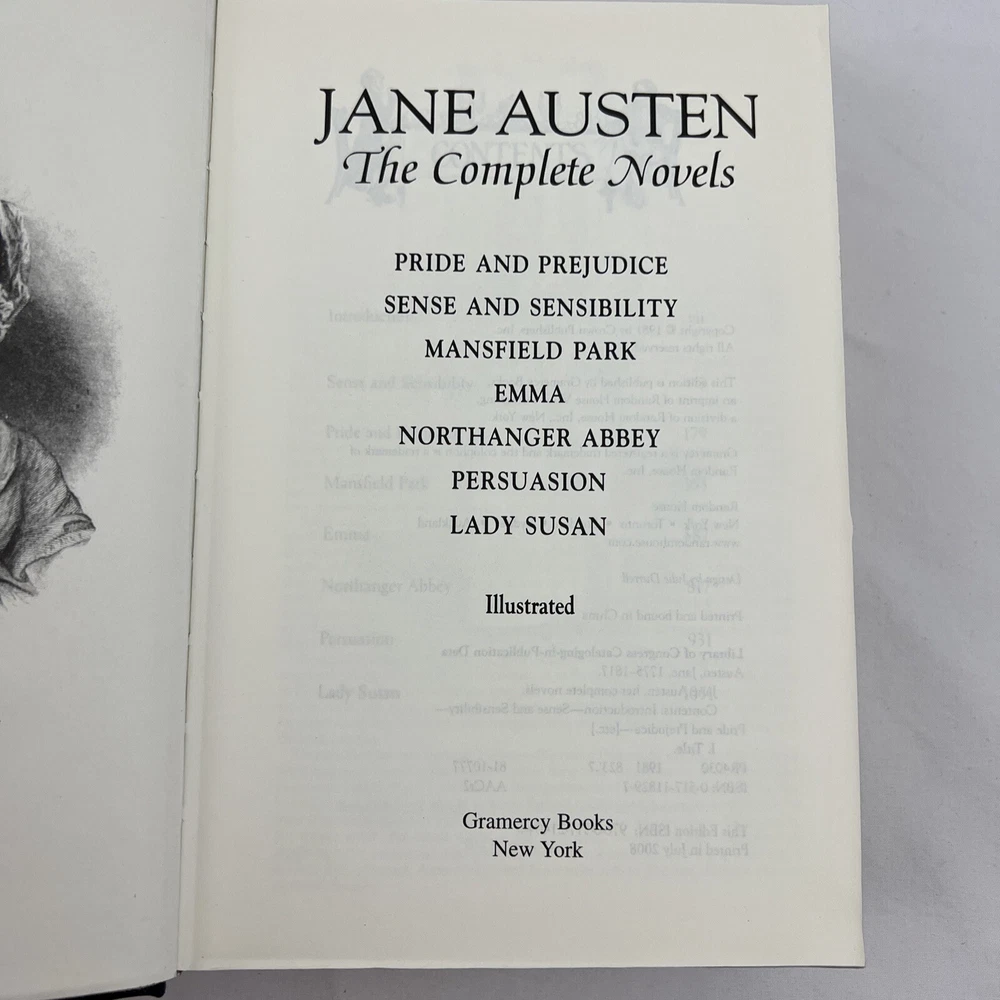 JANE AUSTEN
The Complete Novels
PRIDE AND PREJUDICE
SENSE AND SENSIBILITY
MANSFIELD PARK
EMMA
NORTHANGER ABBEY
PERSUASION
LADY SUSAN
Illustrated
Gramercy Books
New York